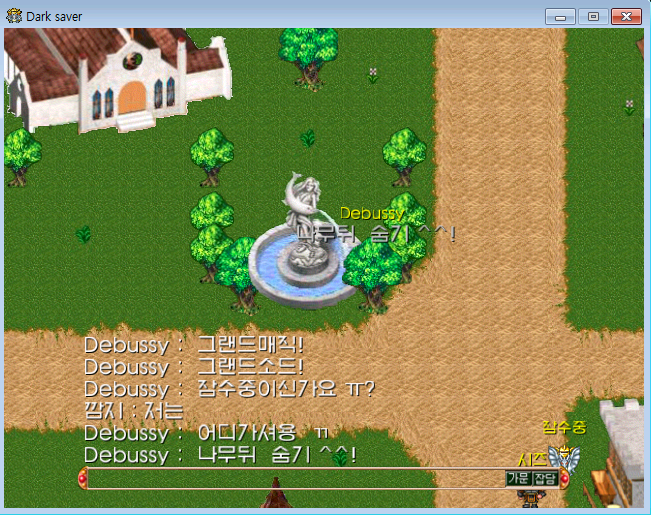 Dark saver
Debussy
나무뒤 숨기 ^^!
Debussy : 그랜드매직!
Debussy : 그랜드소드!
Debussy : 잠수중이신가요 ㅠ?
깜지 : 저는
Debussy : 어디가셔용 ㄲ
Debussy : 나무뒤 숨기 ^^!
잠수중
시즈
가문 잡담